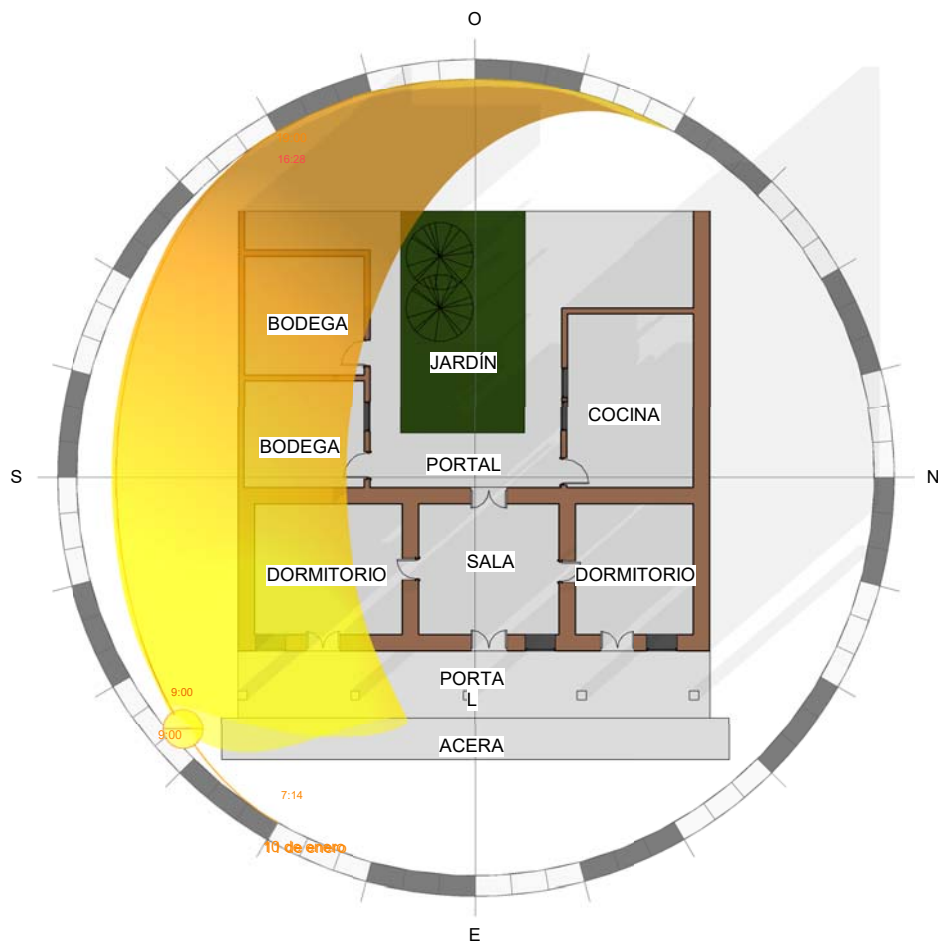 O
16:28
BODEGA
JARDÍN
COCINA
BODEGA
PORTAL
S
N
SALA
DORMITORIO
DORMITORIO
PORTA
L
9:00
9:00
ACERA
7:14
10 de enero
E